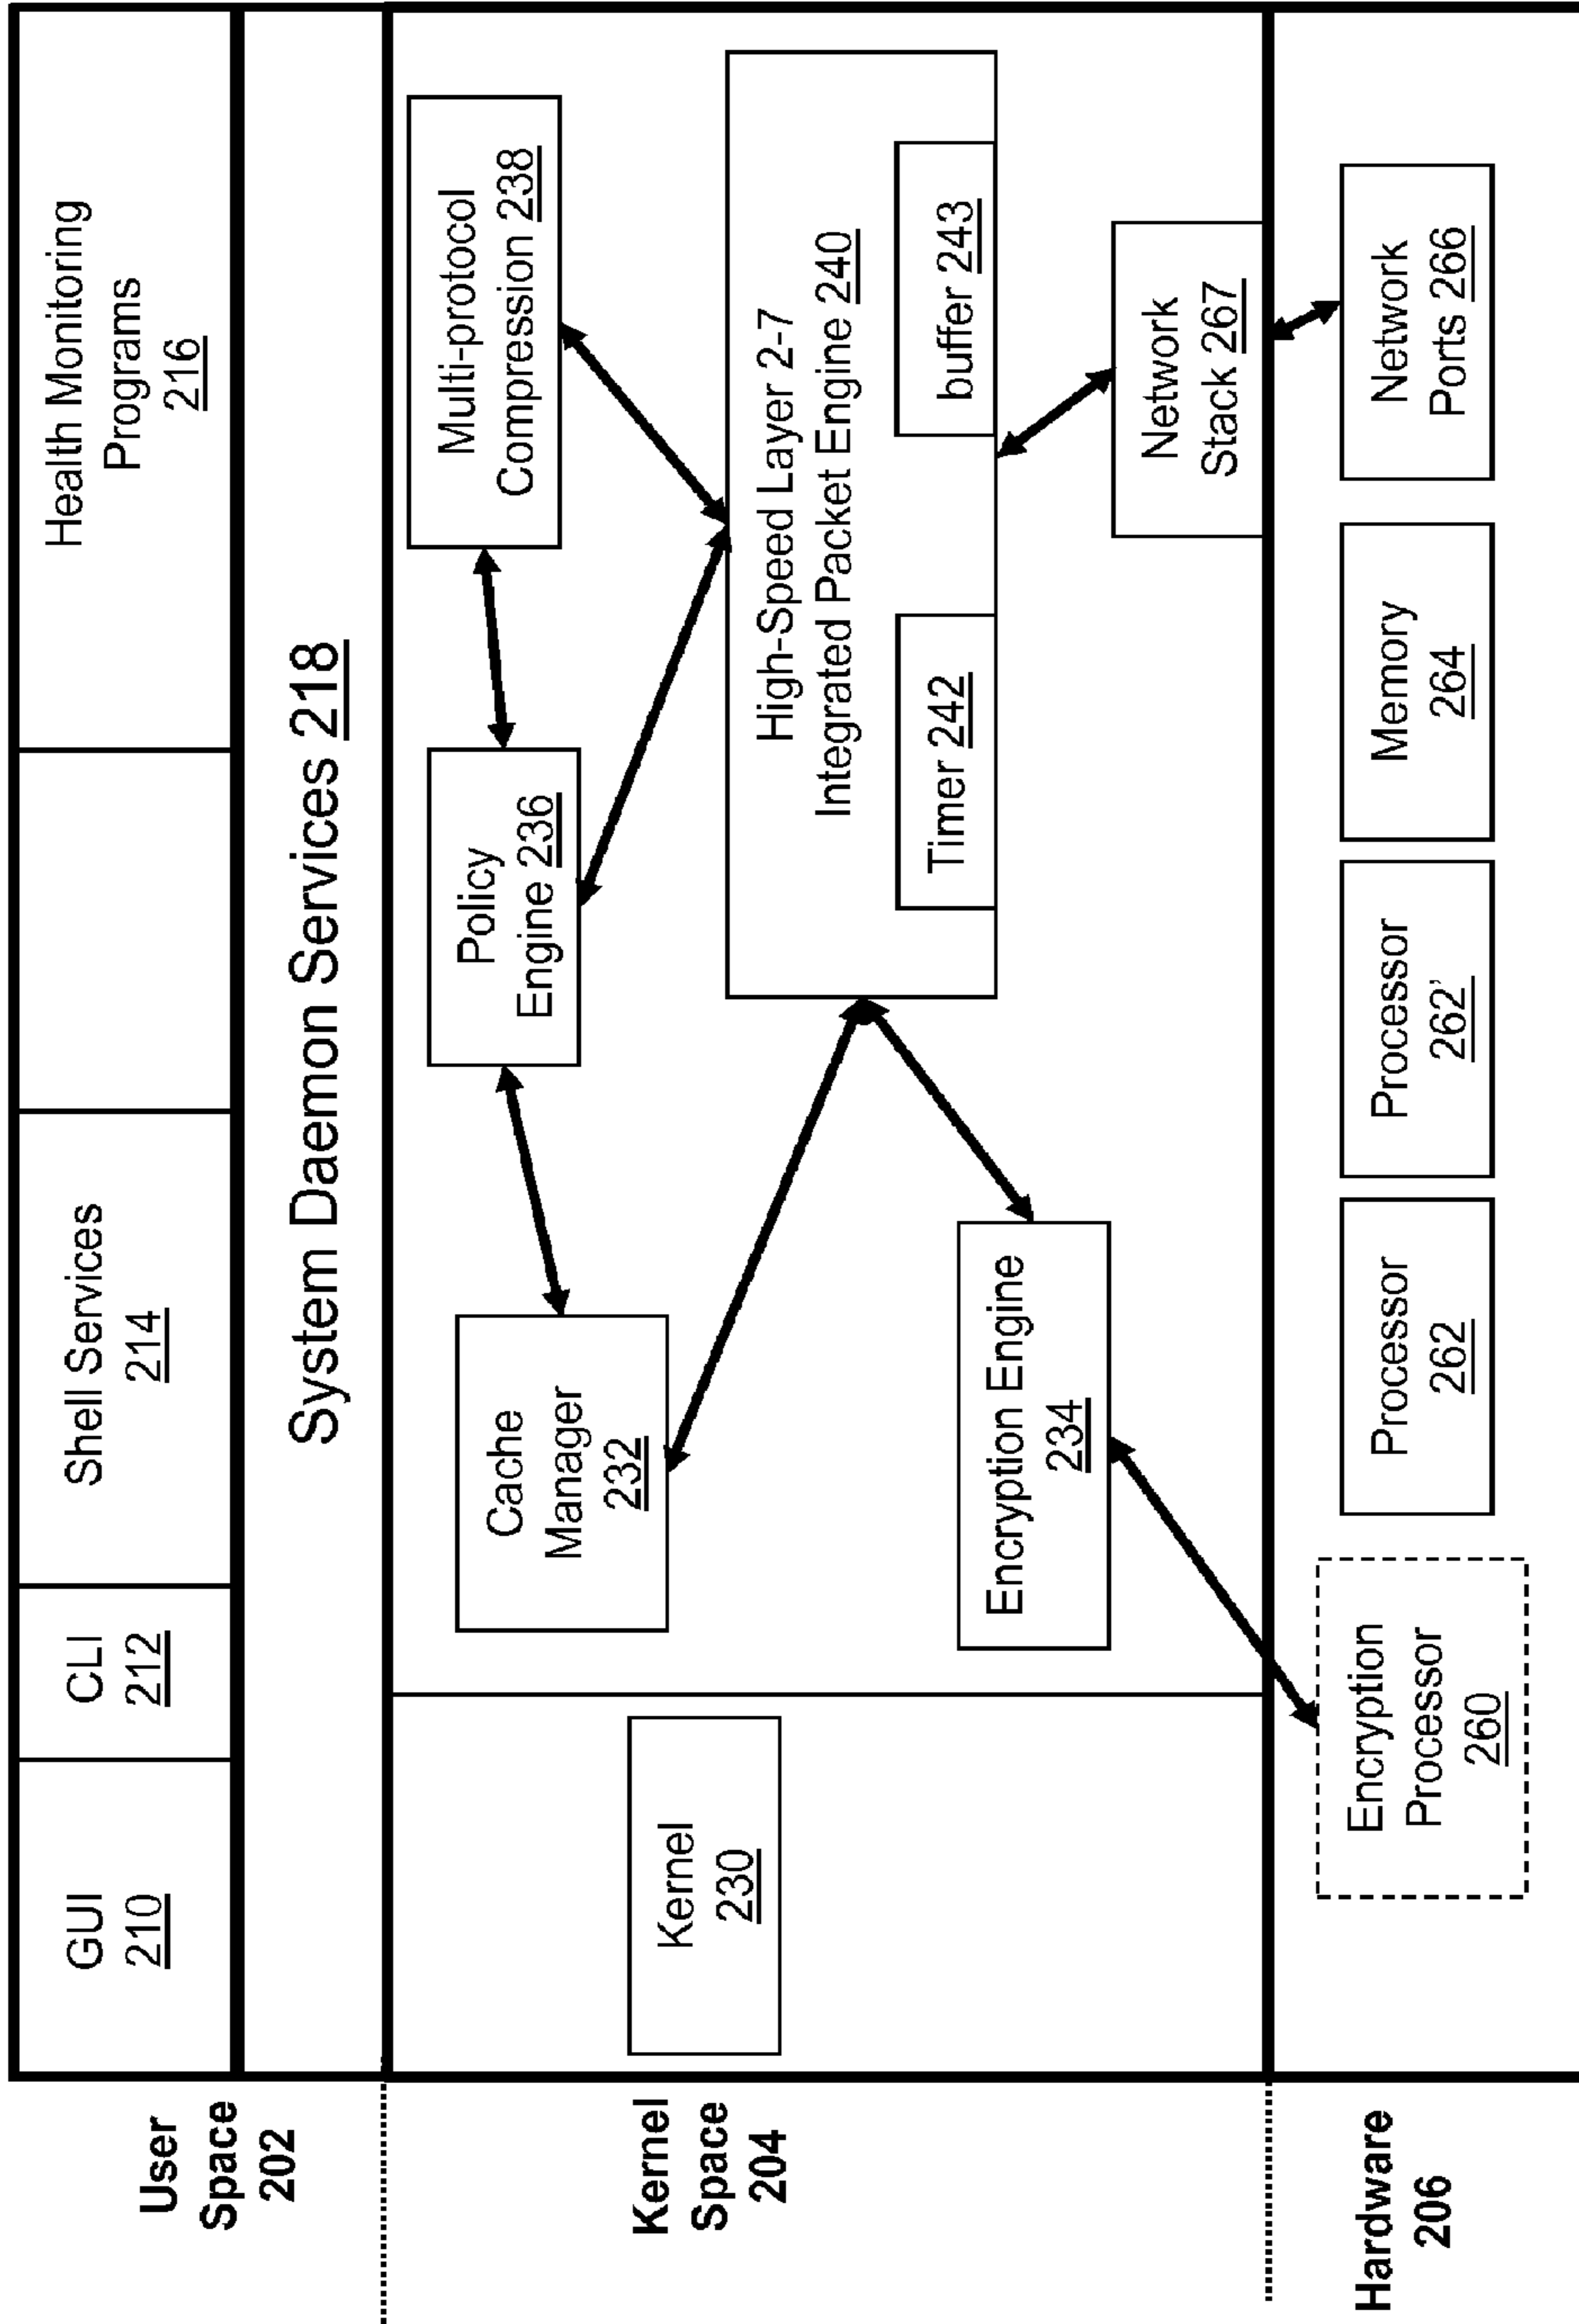 User
Space
202
GUI
210
CLI
212
Shell Services
214
Health Monitoring
Programs
216
System Daemon Services 218
Kernel
Space
204
Kernel
230
Cache
Manager
232
Policy
Engine 236
Multi-protocol
Compression 238
High-Speed Layer 2-7
Integrated Packet Engine 240
Timer 242
buffer 243
Encryption Engine
234
Network
Stack 267
Hardware
206
Encryption
Processor
260
Processor
262
Processor
262'
Memory
264
Network
Ports 266